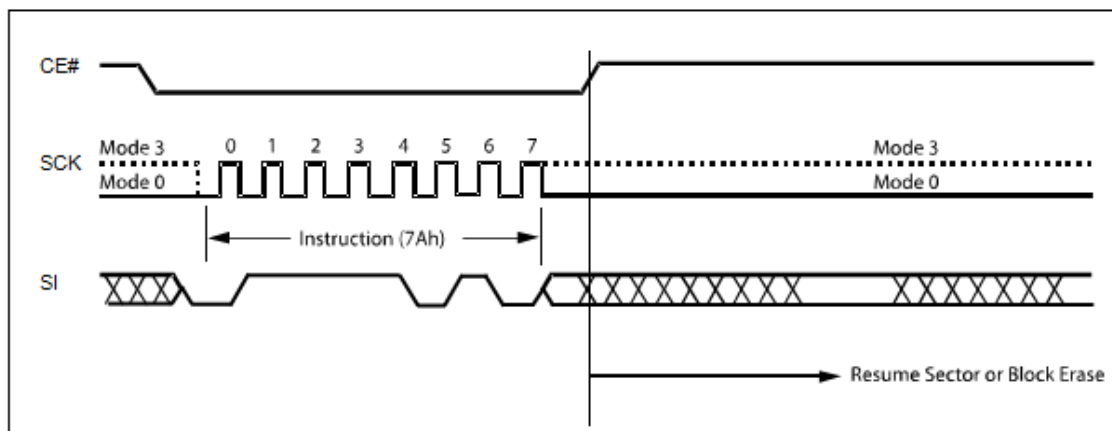 CE#
Mode 3 0 1 2 3 4 5 6 7 Mode 3
SCK
Mode 0 Mode 0
Instruction (7Ah)
SI
Resume Sector or Block Erase